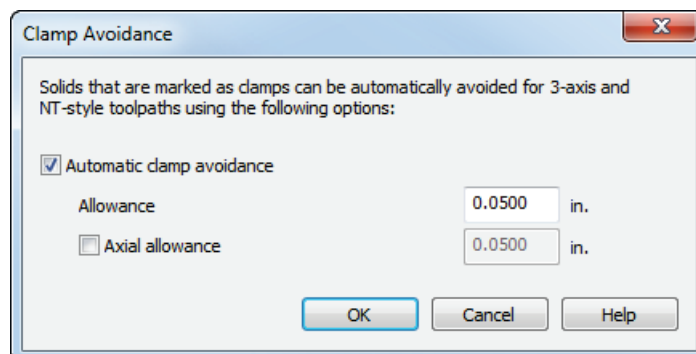 Clamp Avoidance
Solids that are marked as clamps can be automatically avoided for 3-axis and
NT-style toolpaths using the following options:
Automatic clamp avoidance
Allowance 0.0500 in.
Axial allowance 0.0500 in.
OK Cancel Help